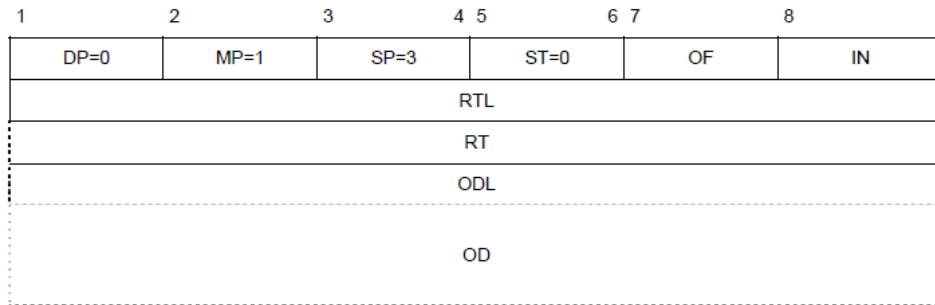 1 2 3 4 5 6 7 8
DP=0 MP=1 SP=3 ST=0 OF IN
RTL
RT
ODL
OD